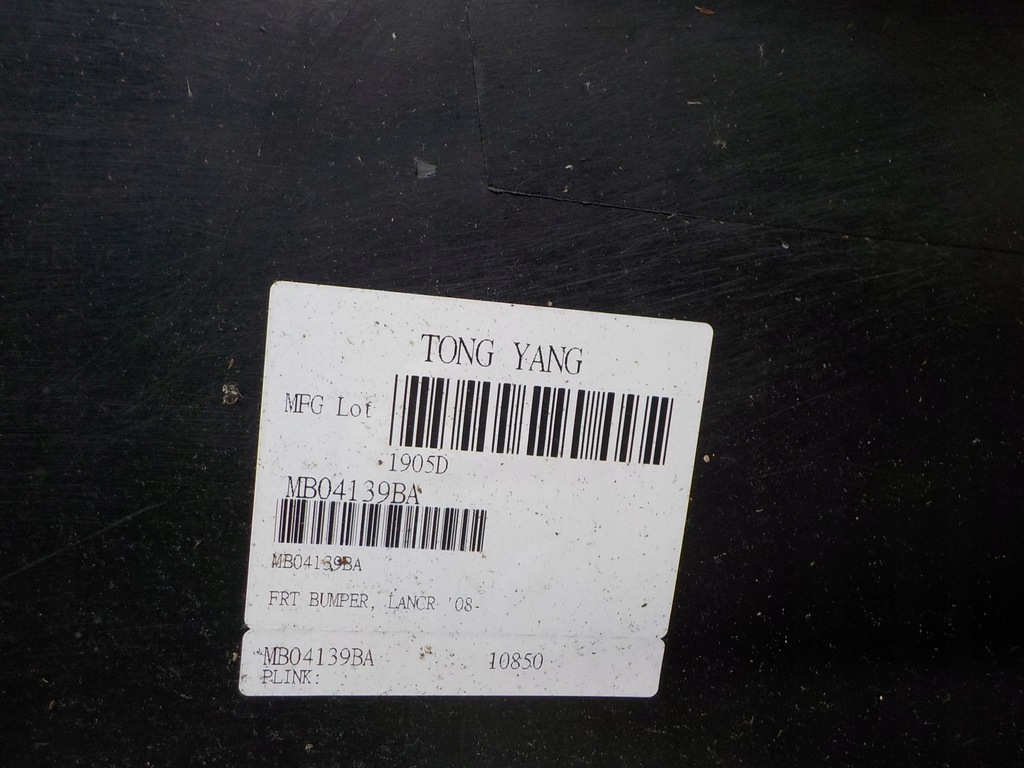 TONG YANG
MFG Lot
1905D
MB04139BA
MB04139BA
FRT BUMPER, LANCR '08-
MB04139BA 10850
PLINK: